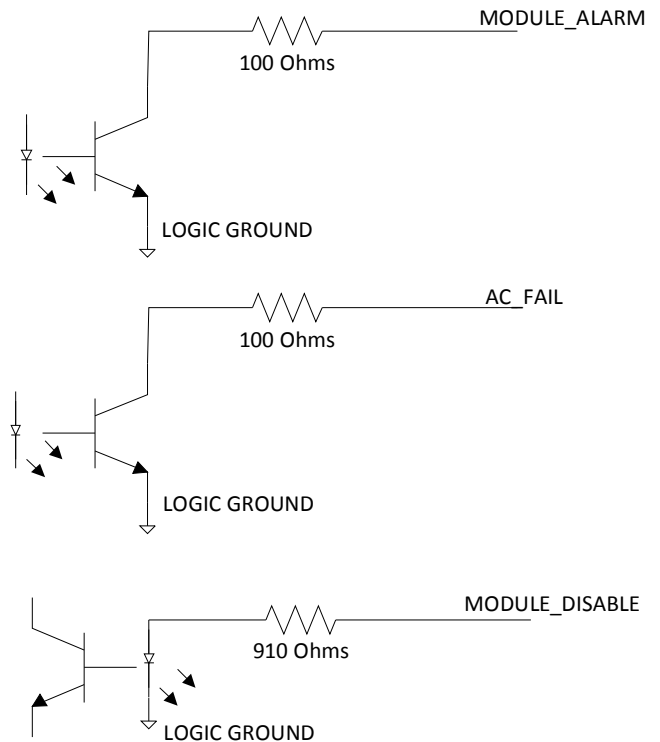 MODULE_ALARM
100 Ohms
LOGIC GROUND
AC_FAIL
100 Ohms
LOGIC GROUND
MODULE_DISABLE
910 Ohms
LOGIC GROUND